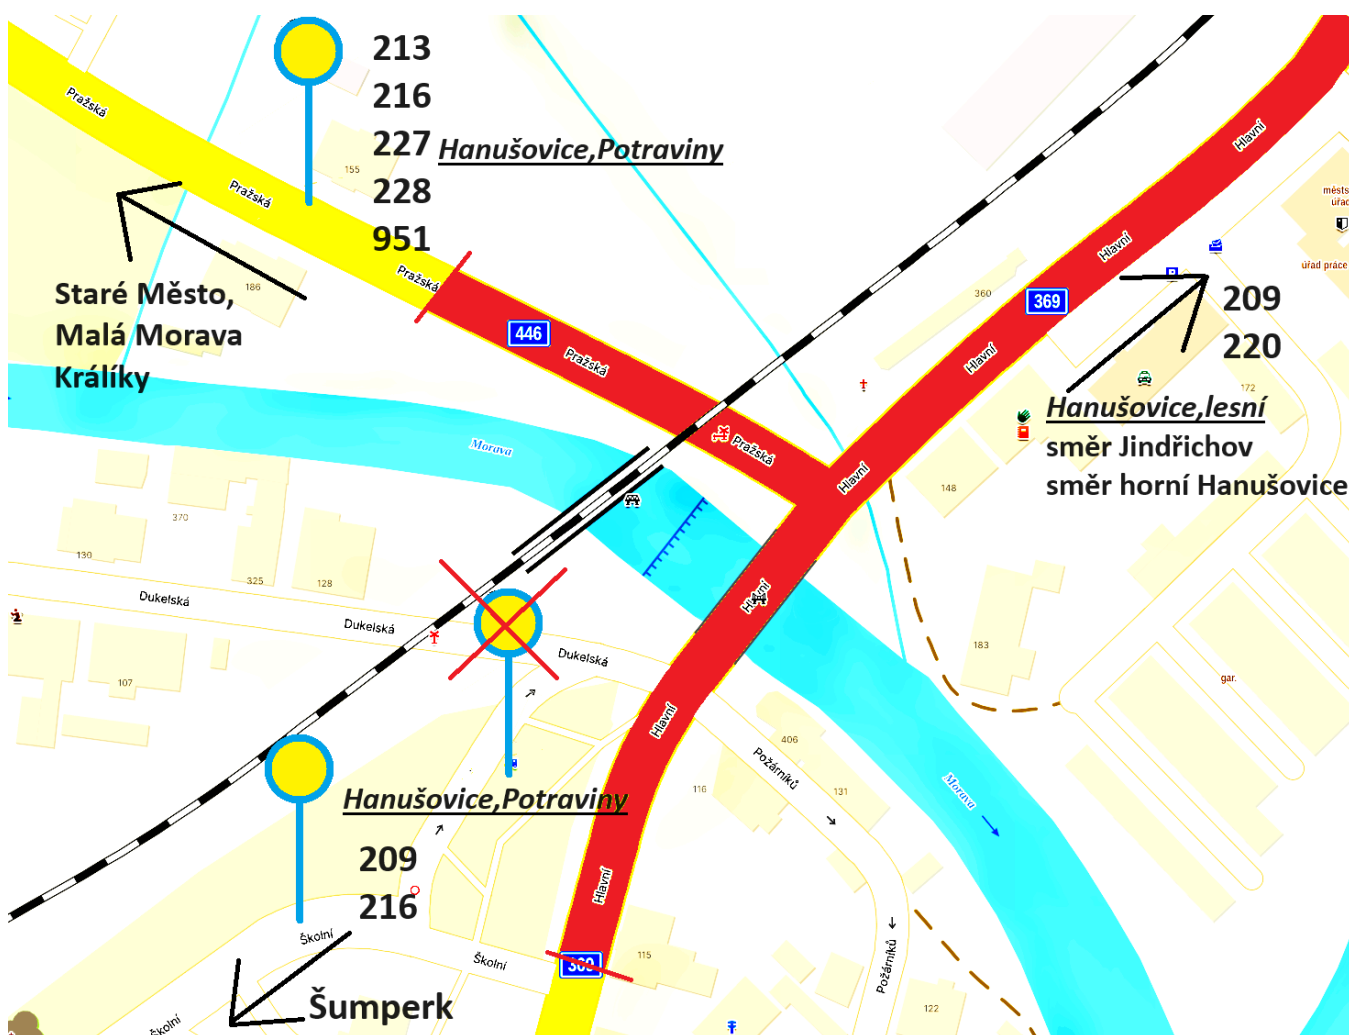 213
216
227
228
951
Hanušovice,Potraviny
Pražská
155
Pražská
Pražská
186
Staré Město,
Malá Morava
Králíky
446
Pražská
Pražská
Hlavní
Hlavní
369
360
Hlavní
Hlavní
úřad práce
209
220
172
Hanušovice,lesní
směr Jindřichov
směr horní Hanušovice
148
Morava
370
130
325
128
Dukelská
Dukelská
Dukelská
107
Hlavní
183
gar.
Hlavní
406
Požárníků
131
116
Morava
Hanušovice,Potraviny
209
216
Hlavní
Školní
Školní
369
115
Požárníků
122
Šumperk
Školní